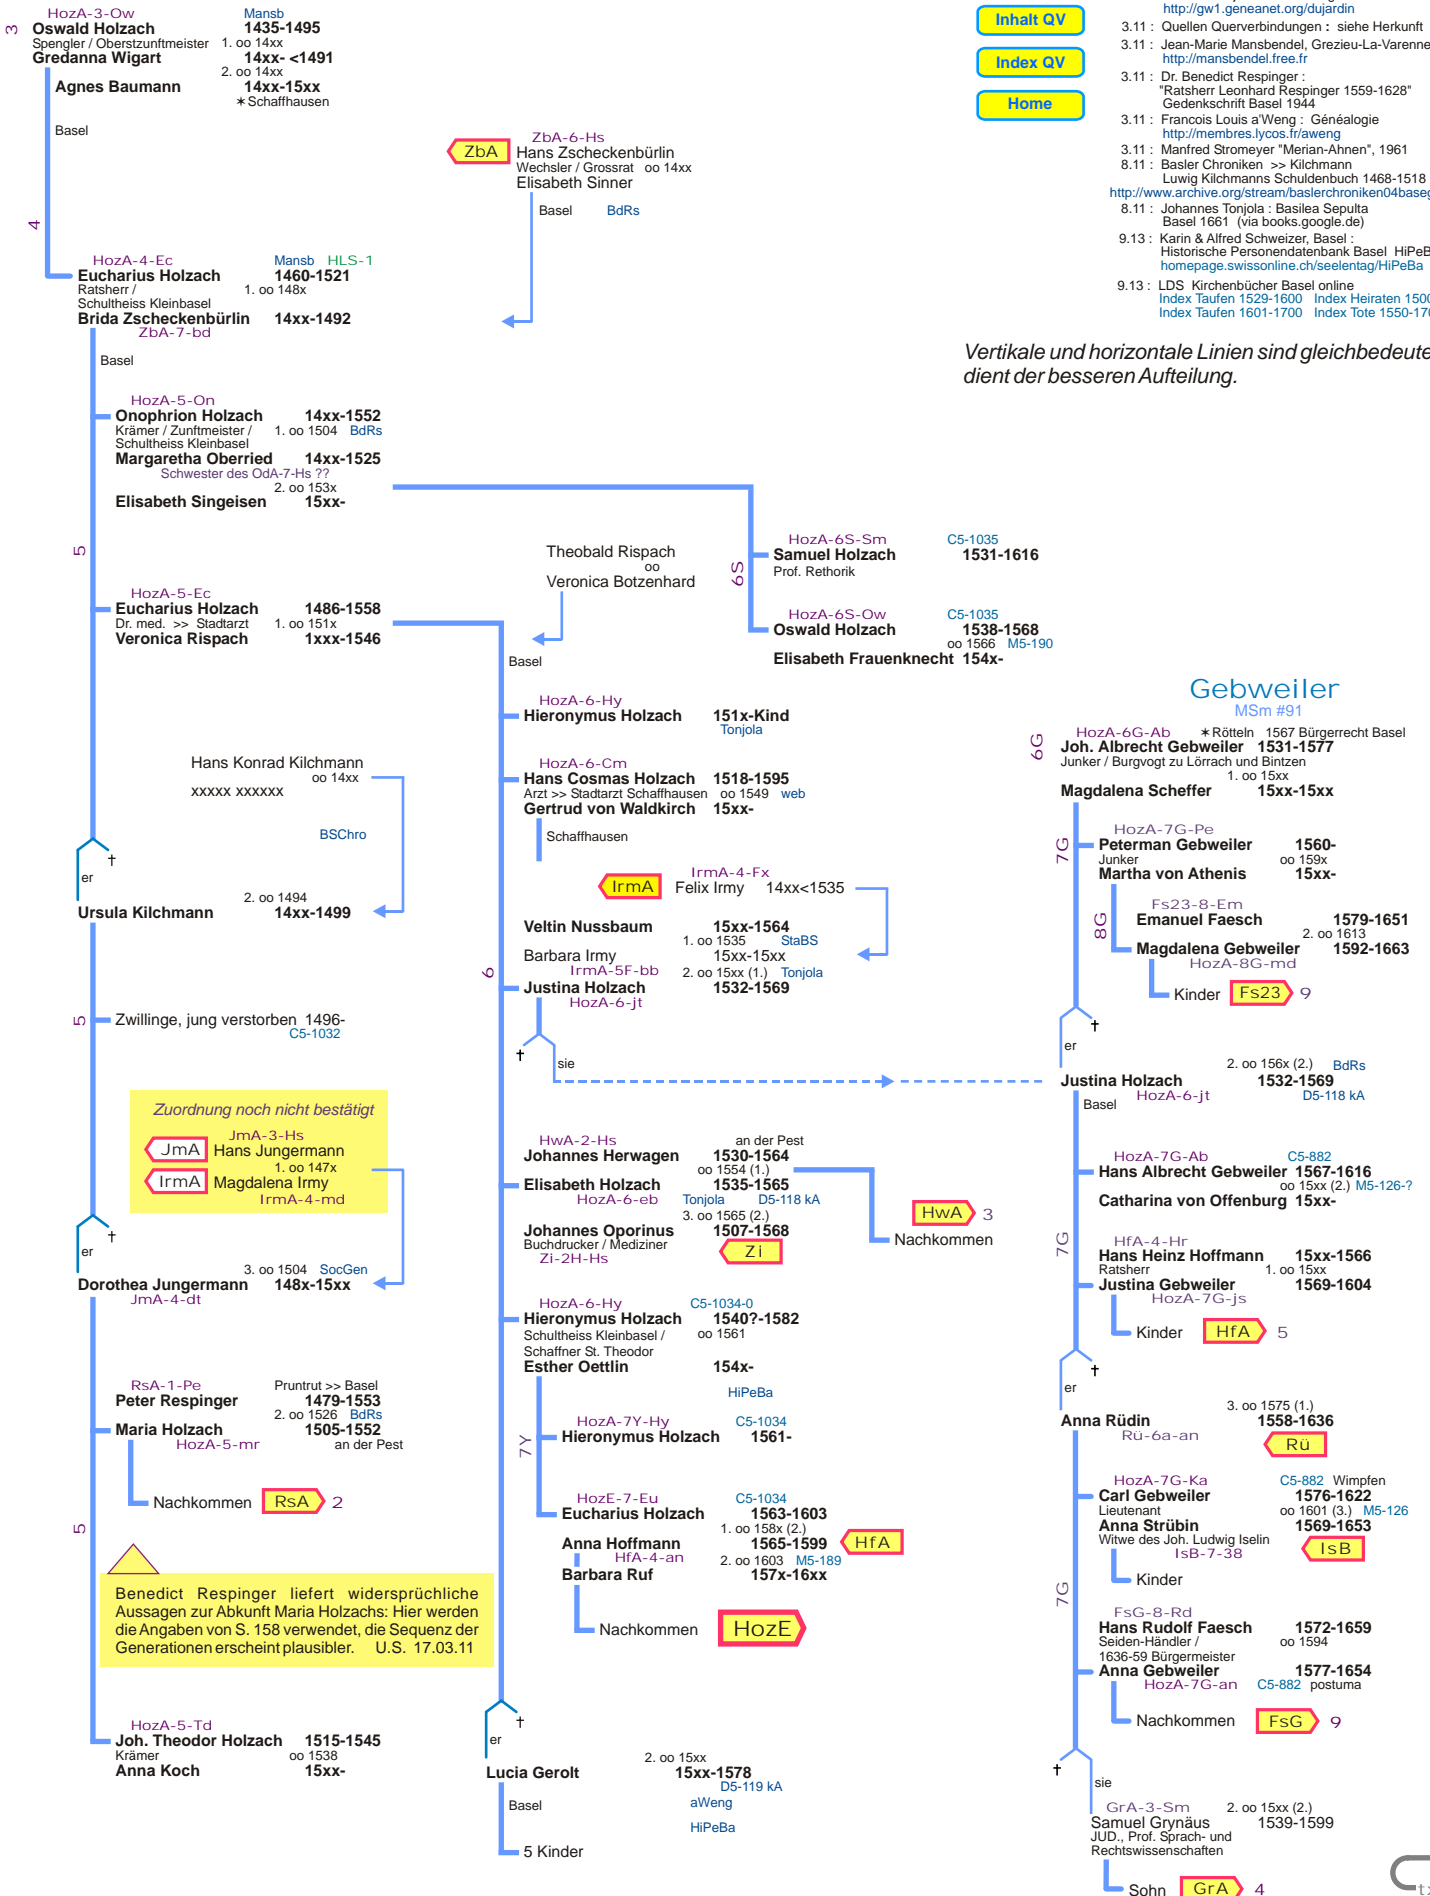 HozA-3-Ow Mansb
3 Oswald Holzach 1435-1495
Spengler / Oberstzunftmeister 1. oo 14xx
Gredanna Wigart 14xx- <1491
2. oo 14xx
Agnes Baumann 14xx-15xx
✶Schaffhausen
Basel
4
HozA-4-Ec Mansb HLS-1
Eucharius Holzach 1460-1521
Ratsherr / 1. oo 148x
Schultheiss Kleinbasel
Brida Zscheckenbürlin 14xx-1492
ZbA-7-bd
Basel
ZbA-6-Hs
ZbA Hans Zscheckenbürlin
Wechsler / Grossrat oo 14xx
Elisabeth Sinner
Basel BdRs
HozA-5-On
Onophrion Holzach 14xx-1552
Krämer / Zunftmeister / 1. oo 1504 BdRs
Schultheiss Kleinbasel
Margaretha Oberried 14xx-1525
Schwester des OdA-7-Hs ??
2. oo 153x
Elisabeth Singeisen 15xx-
5
HozA-5-Ec
Eucharius Holzach 1486-1558
Dr. med. >> Stadtarzt 1. oo 151x
Veronica Rispach 1xxx-1546
Hans Konrad Kilchmann
oo 14xx
xxxxx xxxxxx
BSChro
†
er
2. oo 1494
Ursula Kilchmann 14xx-1499
5 Zwillinge, jung verstorben 1496-
C5-1032
Zuordnung noch nicht bestätigt
JmA-3-Hs
JmA Hans Jungermann
1. oo 147x
IrmA Magdalena Irmy
IrmA-4-md
†
er
3. oo 1504 SocGen
Dorothea Jungermann 148x-15xx
JmA-4-dt
RsA-1-Pe Pruntrut >> Basel
Peter Respinger 1479-1553
2. oo 1526 BdRs
Maria Holzach 1505-1552
HozA-5-mr an der Pest
Nachkommen RsA 2
5
Benedict Respinger liefert widersprüchliche
Aussagen zur Abkunft Maria Holzachs: Hier werden
die Angaben von S. 158 verwendet, die Sequenz der
Generationen erscheint plausibler. U.S. 17.03.11
HozA-5-Td
Joh. Theodor Holzach 1515-1545
Krämer oo 1538
Anna Koch 15xx-
Theobald Rispach
oo
Veronica Botzenhard
Basel
6S
HozA-6S-Sm C5-1035
Samuel Holzach 1531-1616
Prof. Rethorik
HozA-6S-Ow C5-1035
Oswald Holzach 1538-1568
oo 1566 M5-190
Elisabeth Frauenknecht 154x-
HozA-6-Hy
Hieronymus Holzach 151x-Kind
Tonjola
HozA-6-Cm
Hans Cosmas Holzach 1518-1595
Arzt >> Stadtarzt Schaffhausen oo 1549 web
Gertrud von Waldkirch 15xx-
Schaffhausen
IrmA-4-Fx
IrmA Felix Irmy 14xx<1535
Veltin Nussbaum 15xx-1564
1. oo 1535 StaBS
Barbara Irmy 15xx-15xx
IrmA-5F-bb 2. oo 15xx (1.) Tonjola
6 Justina Holzach 1532-1569
HozA-6-jt
†
sie
HwA-2-Hs an der Pest
Johannes Herwagen 1530-1564
oo 1554 (1.)
Elisabeth Holzach 1535-1565
HozA-6-eb Tonjola D5-118 kA
3. oo 1565 (2.)
Johannes Oporinus 1507-1568
Buchdrucker / Mediziner
Zi-2H-Hs Zi
HwA 3
Nachkommen
HozA-6-Hy C5-1034-0
Hieronymus Holzach 1540?-1582
Schultheiss Kleinbasel / oo 1561
Schaffner St. Theodor
Esther Oettlin 154x-
HiPeBa
7Y
HozA-7Y-Hy C5-1034
Hieronymus Holzach 1561-
HozE-7-Eu C5-1034
Eucharius Holzach 1563-1603
1. oo 158x (2.)
Anna Hoffmann 1565-1599 HfA
HfA-4-an 2. oo 1603 M5-189
Barbara Ruf 157x-16xx
Nachkommen HozE
†
er
2. oo 15xx
Lucia Gerolt 15xx-1578
D5-119 kA
Basel aWeng
HiPeBa
5 Kinder
Inhalt QV
Index QV
Home
http://gw1.geneanet.org/dujardin
3.11 : Quellen Querverbindungen : siehe Herkunft
3.11 : Jean-Marie Mansbendel, Grezieu-La-Varenne
http://mansbendel.free.fr
3.11 : Dr. Benedict Respinger :
"Ratsherr Leonhard Respinger 1559-1628"
Gedenkschrift Basel 1944
3.11 : Francois Louis a'Weng : Généalogie
http://membres.lycos.fr/aweng
3.11 : Manfred Stromeyer "Merian-Ahnen", 1961
8.11 : Basler Chroniken >> Kilchmann
Luwig Kilchmanns Schuldenbuch 1468-1518
http://www.archive.org/stream/baslerchroniken04baseg
8.11 : Johannes Tonjola : Basilea Sepulta
Basel 1661 (via books.google.de)
9.13 : Karin & Alfred Schweizer, Basel :
Historische Personendatenbank Basel HiPeB
homepage.swissonline.ch/seelentag/HiPeBa
9.13 : LDS Kirchenbücher Basel online
Index Taufen 1529-1600 Index Heiraten 1500
Index Taufen 1601-1700 Index Tote 1550-170
Vertikale und horizontale Linien sind gleichbedeute
dient der besseren Aufteilung.
Gebweiler
MSm #91
6G
HozA-6G-Ab ✶Rötteln 1567 Bürgerrecht Basel
Joh. Albrecht Gebweiler 1531-1577
Junker / Burgvogt zu Lörrach und Bintzen
1. oo 15xx
Magdalena Scheffer 15xx-15xx
7G
HozA-7G-Pe
Peterman Gebweiler 1560-
Junker oo 159x
Martha von Athenis 15xx-
8G
Fs23-8-Em
Emanuel Faesch 1579-1651
2. oo 1613
Magdalena Gebweiler 1592-1663
HozA-8G-md
Kinder Fs23 9
†
er
2. oo 156x (2.) BdRs
Justina Holzach 1532-1569
HozA-6-jt D5-118 kA
Basel
HozA-7G-Ab C5-882
Hans Albrecht Gebweiler 1567-1616
oo 15xx (2.) M5-126-?
Catharina von Offenburg 15xx-
7G
HfA-4-Hr
Hans Heinz Hoffmann 15xx-1566
Ratsherr 1. oo 15xx
Justina Gebweiler 1569-1604
HozA-7G-js
Kinder HfA 5
†
er
3. oo 1575 (1.)
Anna Rüdin 1558-1636
Rü-6a-an Rü
HozA-7G-Ka C5-882 Wimpfen
Carl Gebweiler 1576-1622
Lieutenant oo 1601 (3.) M5-126
Anna Strübin 1569-1653
Witwe des Joh. Ludwig Iselin
IsB-7-38 IsB
Kinder
7G
FsG-8-Rd
Hans Rudolf Faesch 1572-1659
Seiden-Händler / oo 1594
1636-59 Bürgermeister
Anna Gebweiler 1577-1654
HozA-7G-an C5-882 postuma
Nachkommen FsG 9
†
sie
GrA-3-Sm 2. oo 15xx (2.)
Samuel Grynäus 1539-1599
JUD., Prof. Sprach- und
Rechtswissenschaften
Sohn GrA 4